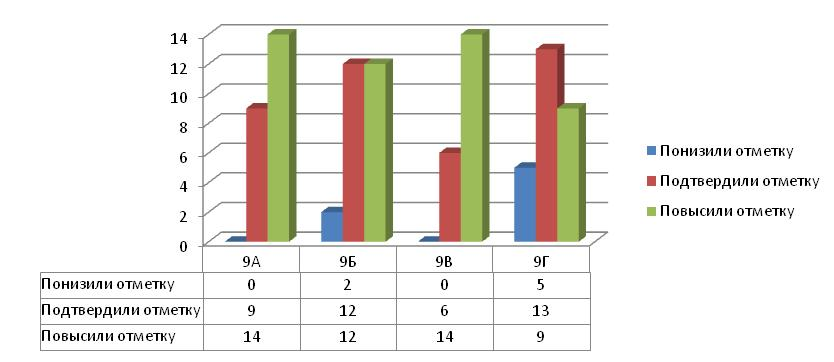 14
12
10
8
6
4
2
0
Понизили отметку
Подтвердили отметку
Повысили отметку
9А 9Б 9В 9Г
Понизили отметку 0 2 0 5
Подтвердили отметку 9 12 6 13
Повысили отметку 14 12 14 9